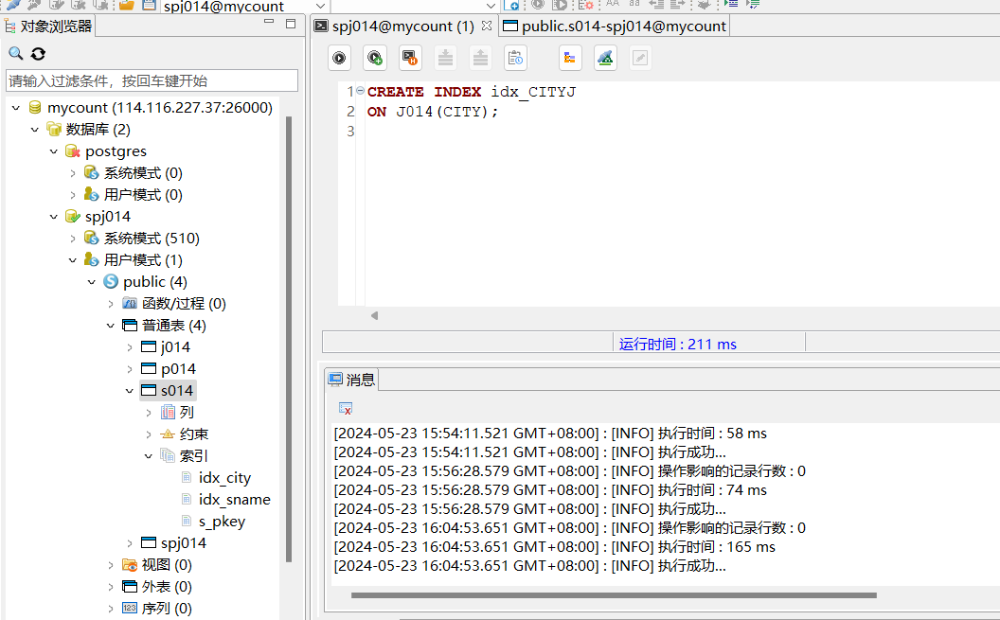 spj014@mycount
对象浏览器
请输入过滤条件，按回车键开始
mycount (114.116.227.37:26000)
数据库 (2)
postgres
系统模式 (0)
用户模式 (0)
spj014
系统模式 (510)
用户模式 (1)
public (4)
函数/过程 (0)
普通表 (4)
j014
p014
s014
列
约束
索引
idx_city
idx_sname
s_pkey
spj014
视图 (0)
外表 (0)
序列 (0)
spj014@mycount (1)
public.s014-spj014@mycount
1 CREATE INDEX idx_CITYJ
2 ON J014(CITY);
3
运行时间 : 211 ms
消息
[2024-05-23 15:54:11.521 GMT+08:00] : [INFO] 执行时间 : 58 ms
[2024-05-23 15:54:11.521 GMT+08:00] : [INFO] 执行成功...
[2024-05-23 15:56:28.579 GMT+08:00] : [INFO] 操作影响的记录行数 : 0
[2024-05-23 15:56:28.579 GMT+08:00] : [INFO] 执行时间 : 74 ms
[2024-05-23 15:56:28.579 GMT+08:00] : [INFO] 执行成功...
[2024-05-23 16:04:53.651 GMT+08:00] : [INFO] 操作影响的记录行数 : 0
[2024-05-23 16:04:53.651 GMT+08:00] : [INFO] 执行时间 : 165 ms
[2024-05-23 16:04:53.651 GMT+08:00] : [INFO] 执行成功...